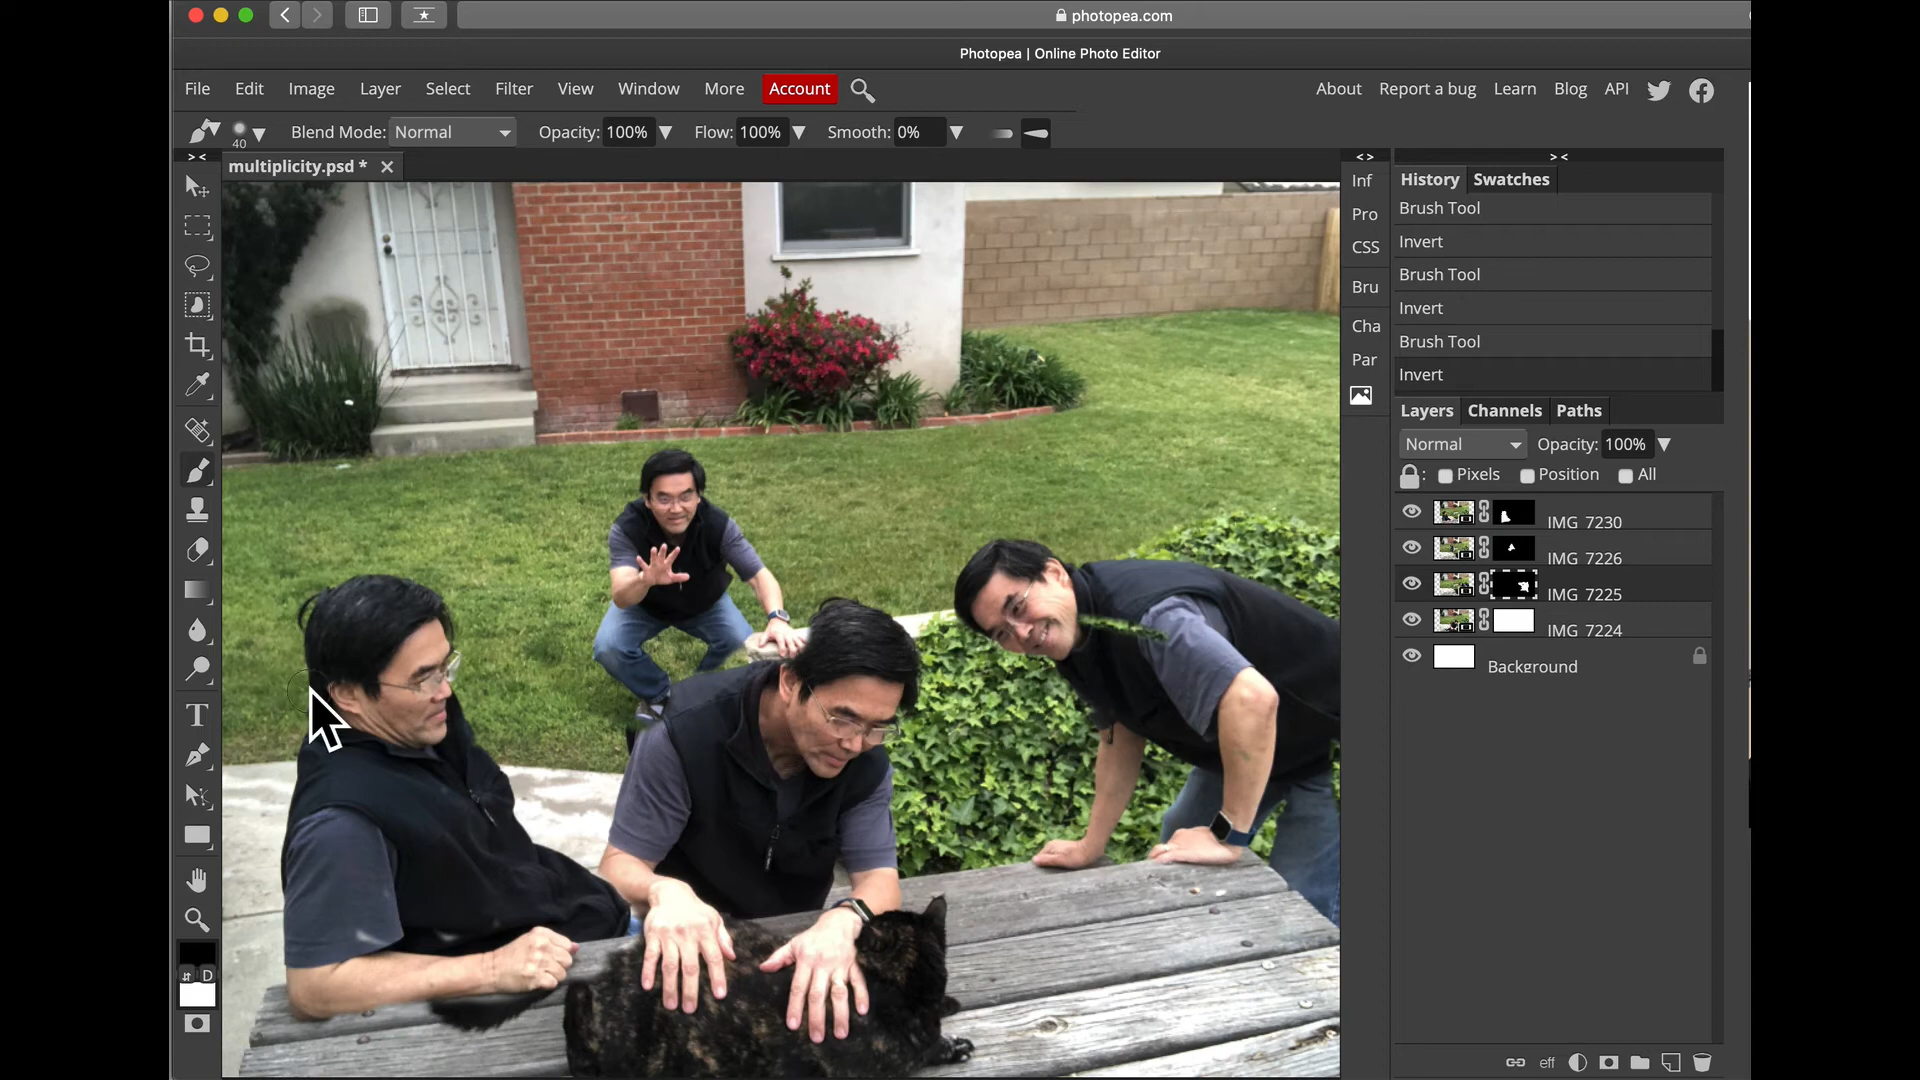 photopea.com
Photopea | Online Photo Editor
File Edit Image Layer Select Filter View Window More Account About Report a bug Learn Blog API
40 Blend Mode: Normal Opacity: 100% Flow: 100% Smooth: 0%
> < multiplicity.psd * < > > <
Inf History Swatches
Pro Brush Tool
CSS Invert
Bru Brush Tool
Invert
Cha Brush Tool
Par Invert
Layers Channels Paths
Normal Opacity: 100%
: Pixels Position All
IMG 7230
IMG 7226
IMG 7225
IMG 7224
Background
T
D
eff